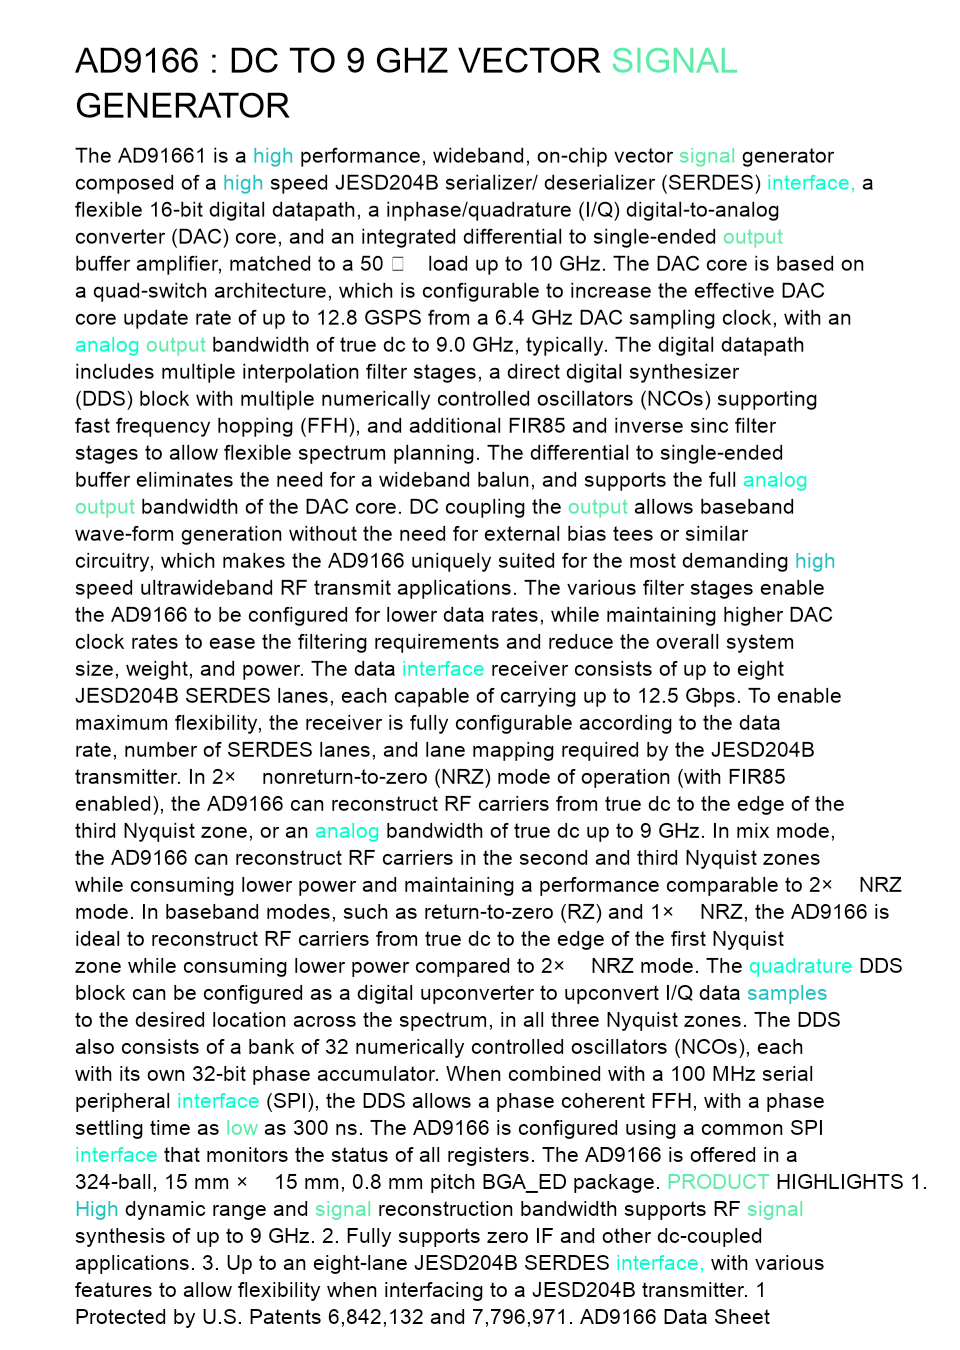 AD9166 : DC TO 9 GHZ VECTOR SIGNAL
GENERATOR
The AD91661 is a high performance, wideband, on-chip vector signal generator
composed of a high speed JESD204B serializer/ deserializer (SERDES) interface, a
flexible 16-bit digital datapath, a inphase/quadrature (I/Q) digital-to-analog
converter (DAC) core, and an integrated differential to single-ended output
buffer amplifier, matched to a 50 □ load up to 10 GHz. The DAC core is based on
a quad-switch architecture, which is configurable to increase the effective DAC
core update rate of up to 12.8 GSPS from a 6.4 GHz DAC sampling clock, with an
analog output bandwidth of true dc to 9.0 GHz, typically. The digital datapath
includes multiple interpolation filter stages, a direct digital synthesizer
(DDS) block with multiple numerically controlled oscillators (NCOs) supporting
fast frequency hopping (FFH), and additional FIR85 and inverse sinc filter
stages to allow flexible spectrum planning. The differential to single-ended
buffer eliminates the need for a wideband balun, and supports the full analog
output bandwidth of the DAC core. DC coupling the output allows baseband
wave-form generation without the need for external bias tees or similar
circuitry, which makes the AD9166 uniquely suited for the most demanding high
speed ultrawideband RF transmit applications. The various filter stages enable
the AD9166 to be configured for lower data rates, while maintaining higher DAC
clock rates to ease the filtering requirements and reduce the overall system
size, weight, and power. The data interface receiver consists of up to eight
JESD204B SERDES lanes, each capable of carrying up to 12.5 Gbps. To enable
maximum flexibility, the receiver is fully configurable according to the data
rate, number of SERDES lanes, and lane mapping required by the JESD204B
transmitter. In 2× nonreturn-to-zero (NRZ) mode of operation (with FIR85
enabled), the AD9166 can reconstruct RF carriers from true dc to the edge of the
third Nyquist zone, or an analog bandwidth of true dc up to 9 GHz. In mix mode,
the AD9166 can reconstruct RF carriers in the second and third Nyquist zones
while consuming lower power and maintaining a performance comparable to 2× NRZ
mode. In baseband modes, such as return-to-zero (RZ) and 1× NRZ, the AD9166 is
ideal to reconstruct RF carriers from true dc to the edge of the first Nyquist
zone while consuming lower power compared to 2× NRZ mode. The quadrature DDS
block can be configured as a digital upconverter to upconvert I/Q data samples
to the desired location across the spectrum, in all three Nyquist zones. The DDS
also consists of a bank of 32 numerically controlled oscillators (NCOs), each
with its own 32-bit phase accumulator. When combined with a 100 MHz serial
peripheral interface (SPI), the DDS allows a phase coherent FFH, with a phase
settling time as low as 300 ns. The AD9166 is configured using a common SPI
interface that monitors the status of all registers. The AD9166 is offered in a
324-ball, 15 mm × 15 mm, 0.8 mm pitch BGA_ED package. PRODUCT HIGHLIGHTS 1.
High dynamic range and signal reconstruction bandwidth supports RF signal
synthesis of up to 9 GHz. 2. Fully supports zero IF and other dc-coupled
applications. 3. Up to an eight-lane JESD204B SERDES interface, with various
features to allow flexibility when interfacing to a JESD204B transmitter. 1
Protected by U.S. Patents 6,842,132 and 7,796,971. AD9166 Data Sheet